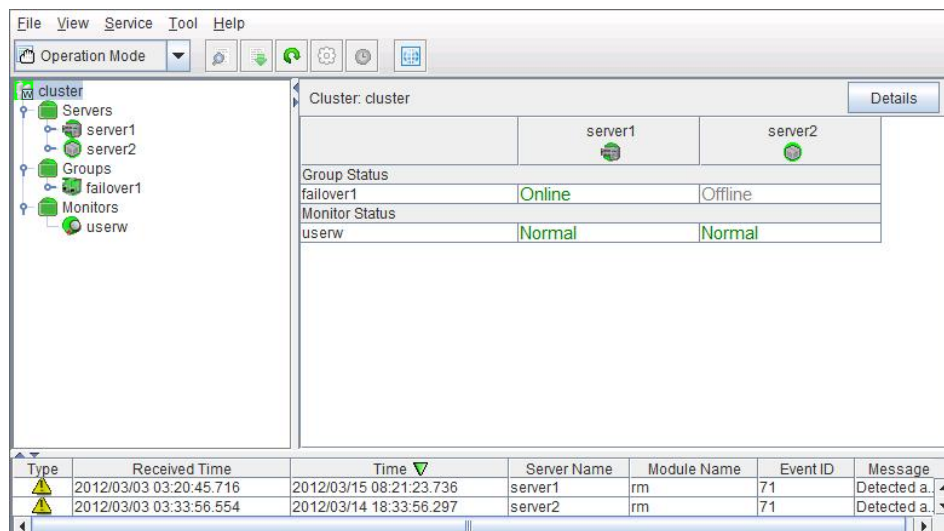 File View Service Tool Help
Operation Mode
cluster
Servers
server1
server2
Groups
failover1
Monitors
userw
Cluster: cluster Details
server1 server2
Group Status
failover1 Online Offline
Monitor Status
userw Normal Normal
Type Received Time Time Server Name Module Name Event ID Message
2012/03/03 03:20:45.716 2012/03/15 08:21:23.736 server1 rm 71 Detected a..
2012/03/03 03:33:56.554 2012/03/14 18:33:56.297 server2 rm 71 Detected a..